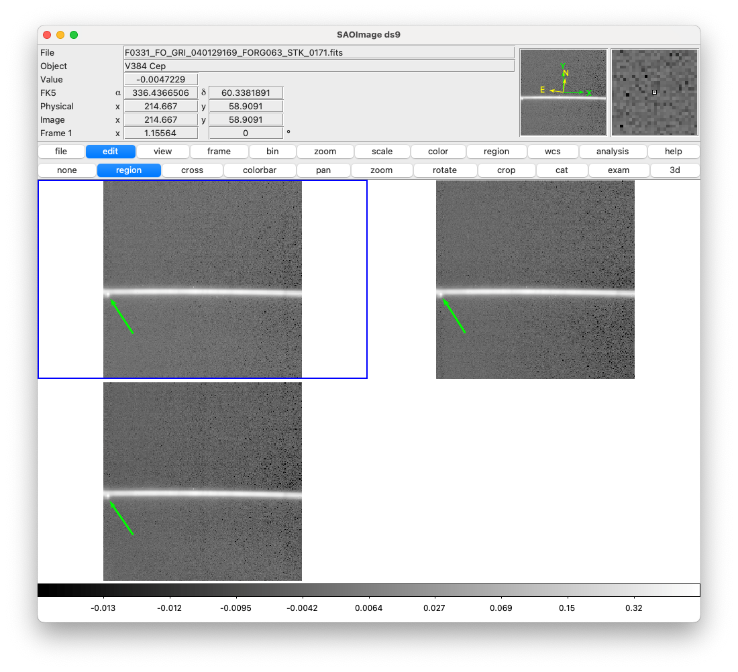 SAOImage ds9
File F0331_FO_GRI_040129169_FORG063_STK_0171.fits
Object V384 Cep
Value -0.0047229
FK5 α 336.4366506 δ 60.3381891
Physical x 214.667 y 58.9091
Image x 214.667 y 58.9091
Frame 1 x 1.15564 0 °
Y
N
E
X
file edit view frame bin zoom scale color region wcs analysis help
none region cross colorbar pan zoom rotate crop cat exam 3d
-0.013 -0.012 -0.0095 -0.0042 0.0064 0.027 0.069 0.15 0.32